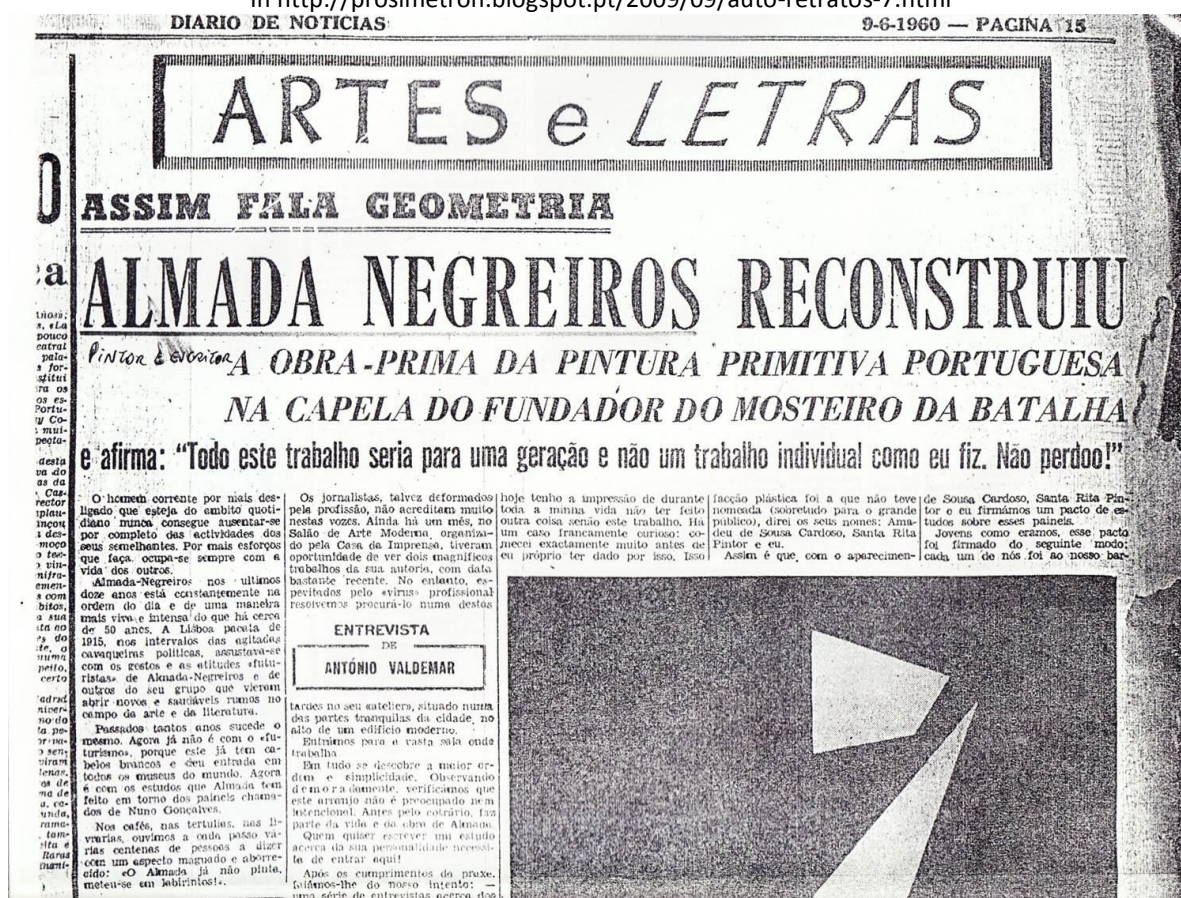 in http://prosimetron.blogspot.pt/2009/09/auto-retratos-7.html
DIARIO DE NOTICIAS
9-6-1960 — PAGINA 15
ARTES e LETRAS
ASSIM FALA GEOMETRIA
ALMADA NEGREIROS RECONSTRUIU
PINTOR E ESCRITOR
A OBRA-PRIMA DA PINTURA PRIMITIVA PORTUGUESA
NA CAPELA DO FUNDADOR DO MOSTEIRO DA BATALHA
e afirma: "Todo este trabalho seria para uma geração e não um trabalho individual como eu fiz. Não perdoo!"
O homem corrente por mais des-
ligado que esteja do ambito quoti-
diano nunca consegue ausentar-se
por completo das actividades dos
seus semelhantes. Por mais esforços
que faça, ocupa-se sempre com a
vida dos outros.
Almada-Negreiros nos ultimos
doze anos está constantemente na
ordem do dia e de uma maneira
mais viva e intensa do que há cerca
de 50 anos. A Lisboa pacata de
1915, nos intervalos das agitadas
cavaqueiras politicas, assustava-se
com os gestos e as atitudes «futu-
ristas» de Almada-Negreiros e de
outros do seu grupo que vieram
abrir novos e saudáveis rumos no
campo da arte e da literatura.
Passados tantos anos sucede o
mesmo. Agora já não é com o «fu-
turismo», porque este já tem ca-
belos brancos e deu entrada em
todos os museus do mundo. Agora
é com os estudos que Almada tem
feito em torno dos paineis chama-
dos de Nuno Gonçalves.
Nos cafés, nas tertulias, nas li-
vrarias, ouvimos a cada passo vá-
rias centenas de pessoas a dizer
com um aspecto maguado e aborre-
cido: «O Almada já não pinta,
meteu-se em labirintos!».
Os jornalistas, talvez deformados
pela profissão, não acreditam muito
nestas vozes. Ainda há um mês, no
Salão de Arte Moderna, organiza-
do pela Casa da Imprensa, tiveram
oportunidade de ver dois magnificos
trabalhos da sua autoria, com data
bastante recente. No entanto, es-
pevitados pelo «virus» profissional
resolvemos procurá-lo numa destas
ENTREVISTA
DE
ANTÓNIO VALDEMAR
tardes no seu «atelier», situado numa
das partes tranquilas da cidade, no
alto de um edificio moderno.
Entrámos para a vasta sala onde
trabalha
Em tudo se descobre a maior or-
dem e simplicidade. Observando
demoradamente, verificámos que
este arranjo não é preocupado nem
intencional. Antes pelo contrário, faz
parte da vida e da obra de Almada.
Quem quiser escrever um estudo
acerca da sua personalidade necessi-
ta de entrar aqui!
Após os cumprimentos da praxe,
falámos-lhe do nosso intento: —
uma série de entrevistas acerca dos
hoje tenho a impressão de durante
toda a minha vida não ter feito
outra coisa senão este trabalho. Há
um caso francamente curioso: co-
mecei exactamente muito antes de
eu próprio ter dado por isso. Isso
facção plástica foi a que não teve
nomeada (sobretudo para o grande
público), direi os seus nomes: Ama-
deu de Sousa Cardoso, Santa Rita
Pintor e eu.
Assim é que, com o aparecimen-
de Sousa Cardoso, Santa Rita Pin-
tor e eu firmámos um pacto de es-
tudos sobre esses paineis.
Jovens como eramos, esse pacto
foi firmado do seguinte modo:
cada um de nós foi ao nosso bar-